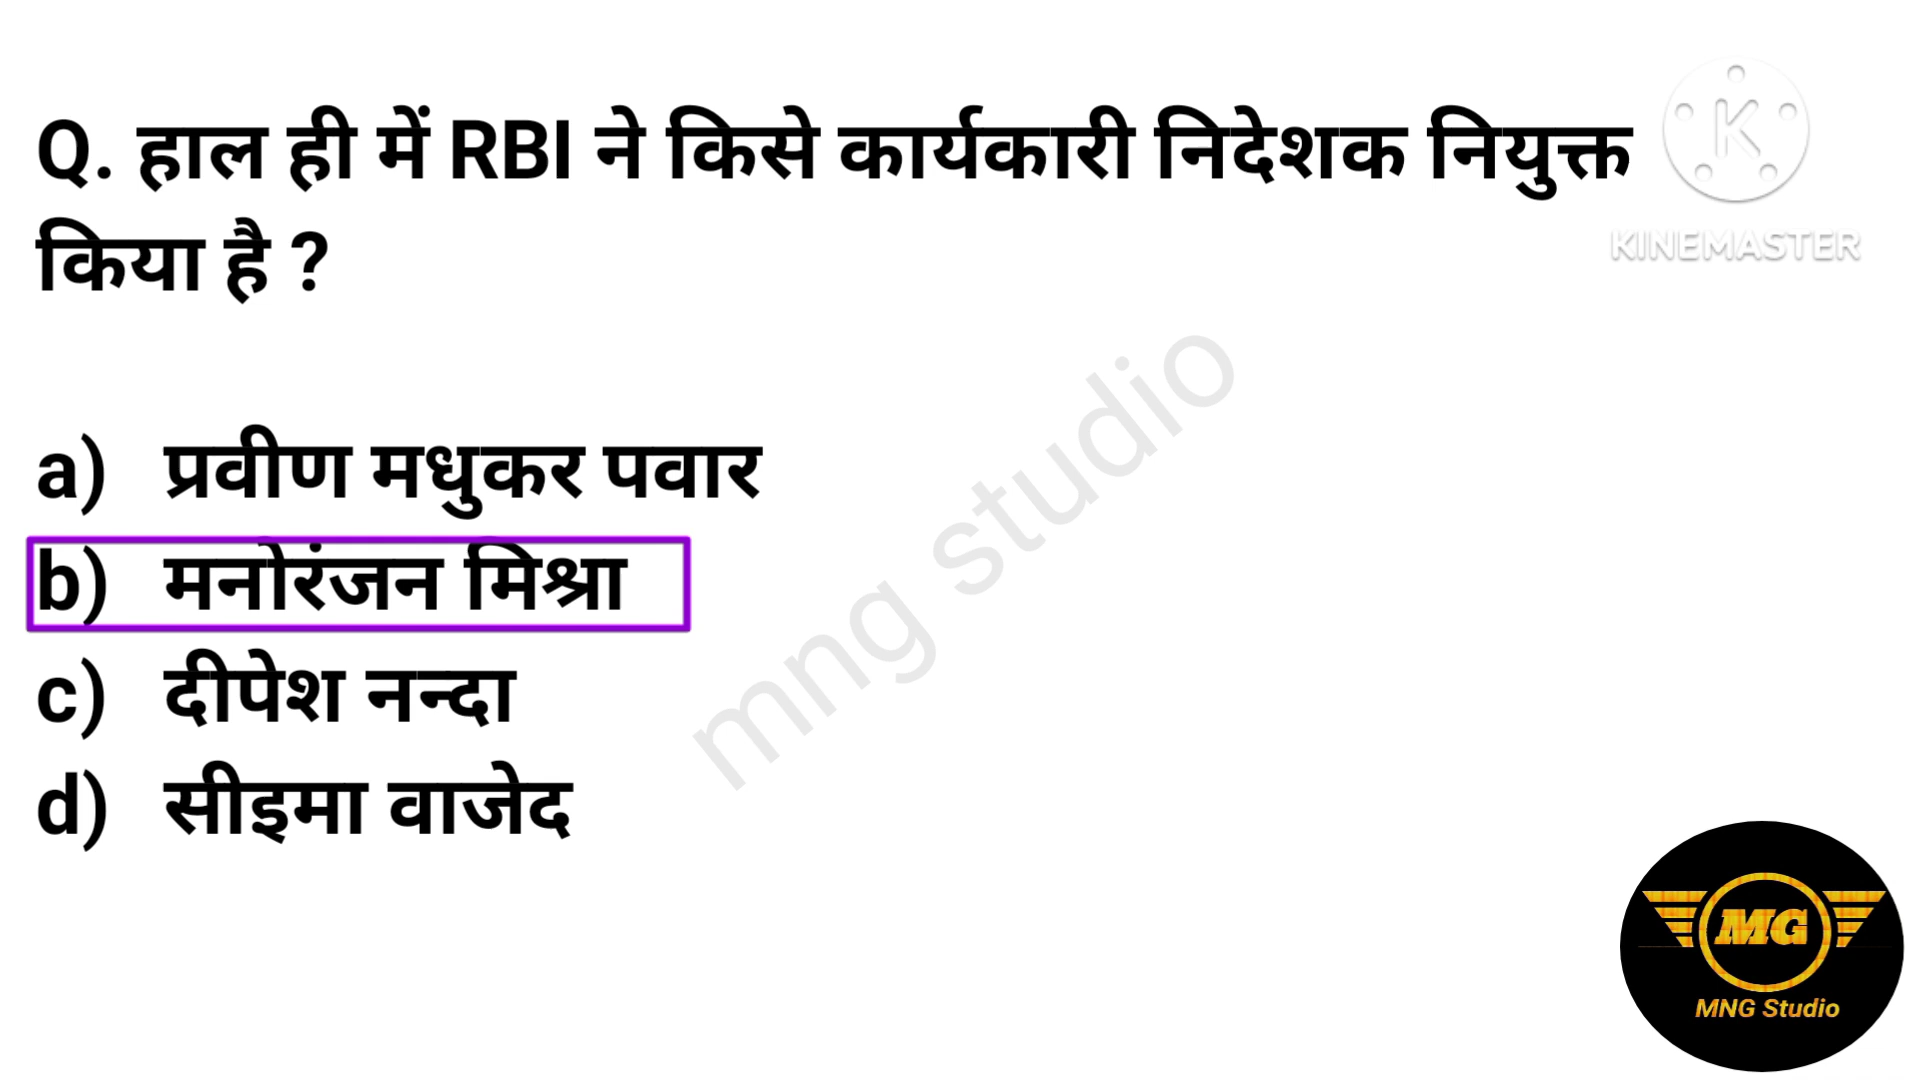 Q. हाल ही में RBI ने किसे कार्यकारी निदेशक नियुक्त
किया है ?
K
KINEMASTER
a) प्रवीण मधुकर पवार
b) मनोरंजन मिश्रा
c) दीपेश नन्दा
d) सीइमा वाजेद
mng studio
MG
MNG Studio